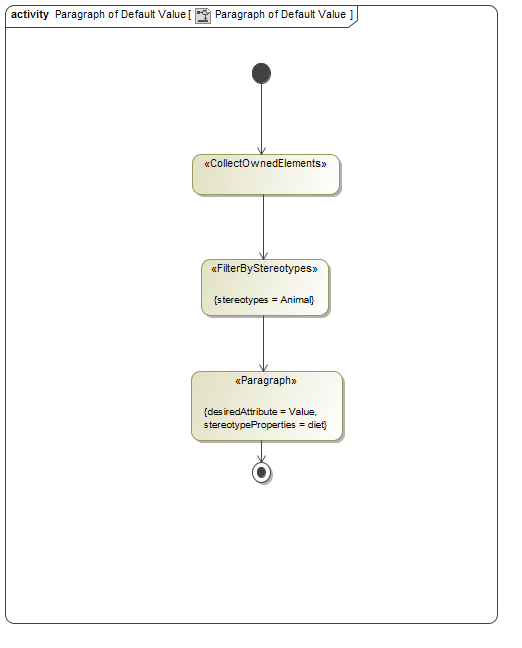 activity Paragraph of Default Value [ Paragraph of Default Value ]
«CollectOwnedElements»
«FilterByStereotypes»
{stereotypes = Animal}
«Paragraph»
{desiredAttribute = Value,
stereotypeProperties = diet}